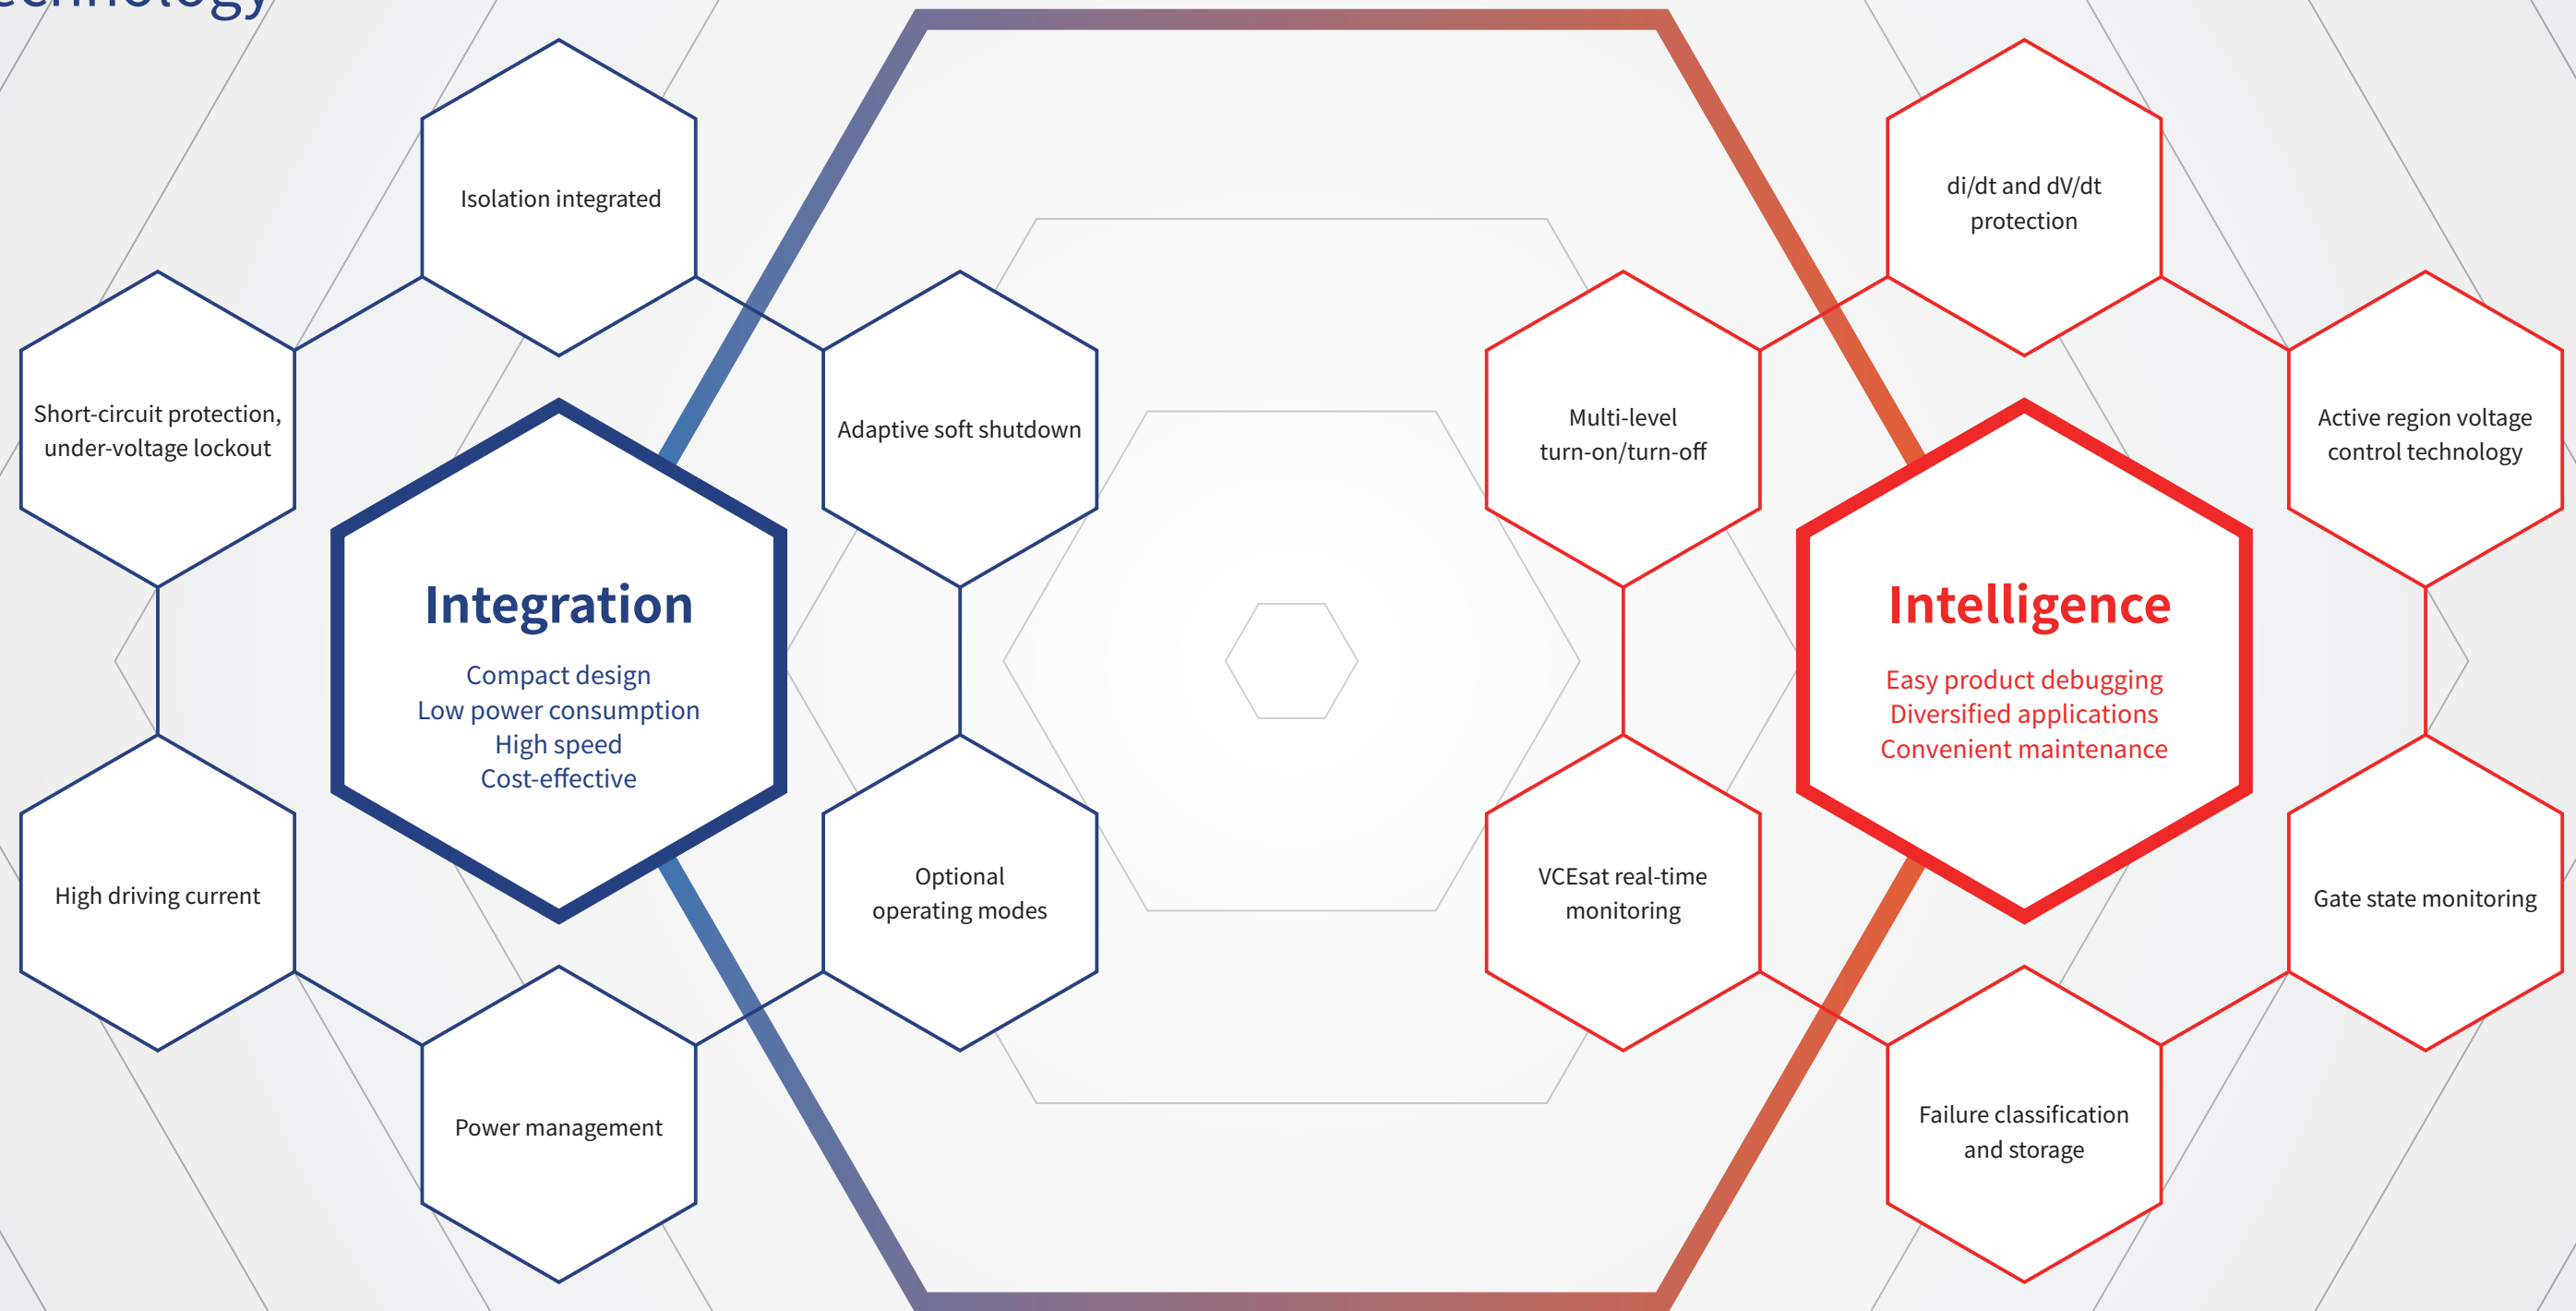 Isolation integrated
Short-circuit protection,
under-voltage lockout
Adaptive soft shutdown
Integration
Compact design
Low power consumption
High speed
Cost-effective
High driving current
Optional
operating modes
Power management
di/dt and dV/dt
protection
Multi-level
turn-on/turn-off
Active region voltage
control technology
Intelligence
Easy product debugging
Diversified applications
Convenient maintenance
VCEsat real-time
monitoring
Gate state monitoring
Failure classification
and storage